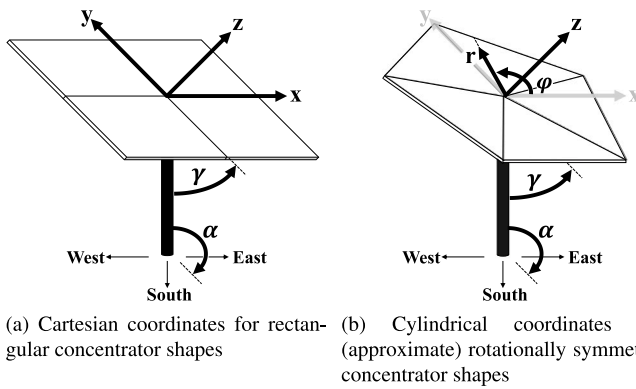 y
z
x
γ
α
West
East
South
y
z
r
φ
x
γ
α
West
East
South
(a) Cartesian coordinates for rectan-
gular concentrator shapes
(b) Cylindrical coordinates
(approximate) rotationally symme
concentrator shapes